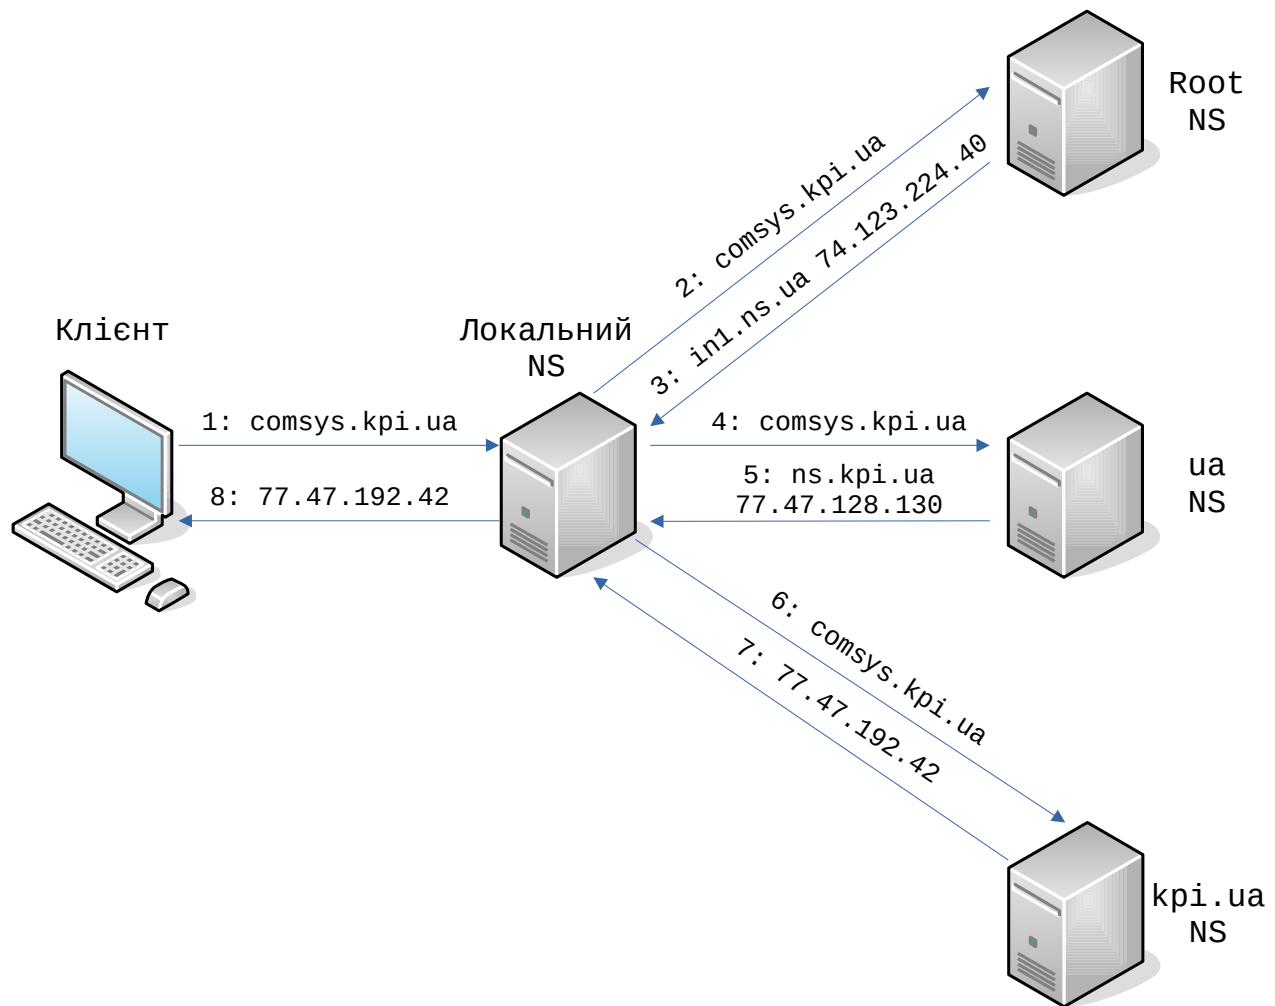 Root
NS
2: comsys.kpi.ua
3: in1.ns.ua 74.123.224.40
Клієнт
Локальний
NS
1: comsys.kpi.ua
4: comsys.kpi.ua
ua
NS
5: ns.kpi.ua
77.47.128.130
8: 77.47.192.42
6: comsys.kpi.ua
7: 77.47.192.42
kpi.ua
NS